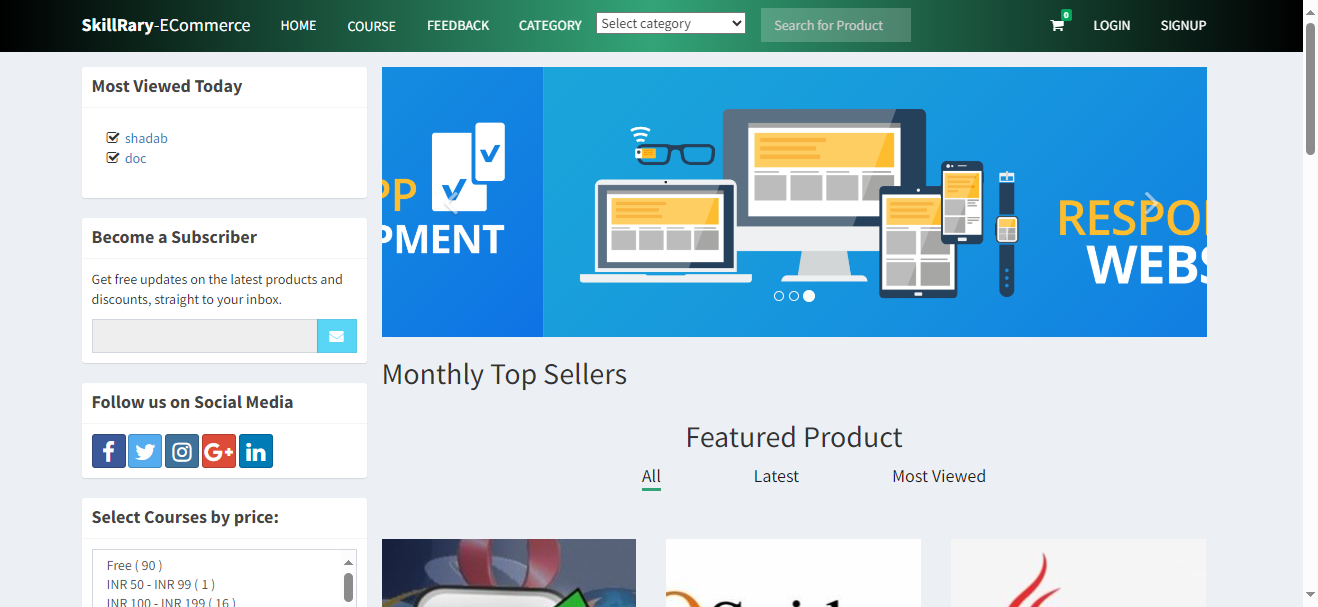 SkillRary-ECommerce HOME COURSE FEEDBACK CATEGORY Select category Search for Product 0 LOGIN SIGNUP
Most Viewed Today
shadab
doc
Become a Subscriber
Get free updates on the latest products and
discounts, straight to your inbox.
Follow us on Social Media
Select Courses by price:
Free ( 90 )
INR 50 - INR 99 ( 1 )
INR 100 - INR 199 ( 16 )
PP
PMENT
RESPO
WEBS
Monthly Top Sellers
Featured Product
All Latest Most Viewed